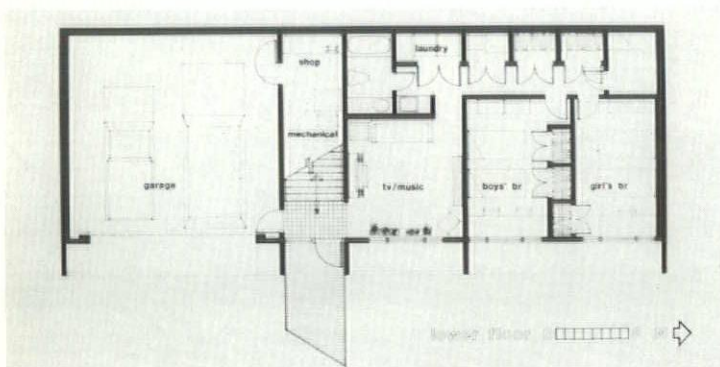 laundry
shop
mechanical
garage
tv/music
boys' br
girl's br
lower floor